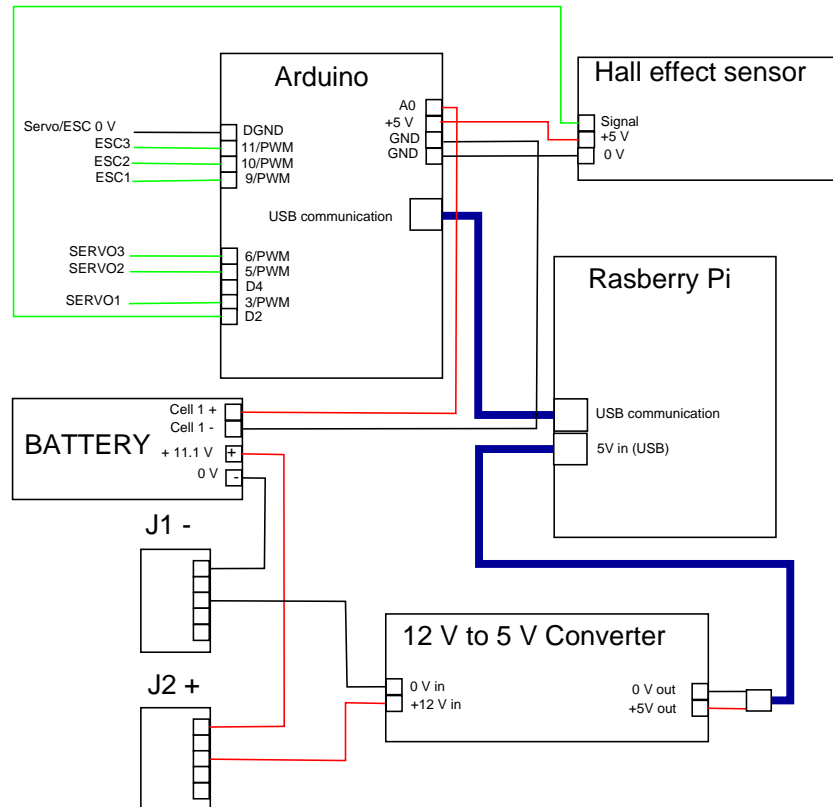 Arduino
Hall effect sensor
A0
+5 V
GND
GND
Servo/ESC 0 V
ESC3
ESC2
ESC1
DGND
11/PWM
10/PWM
9/PWM
Signal
+5 V
0 V
USB communication
SERVO3
SERVO2
SERVO1
6/PWM
5/PWM
D4
3/PWM
D2
Rasberry Pi
USB communication
5V in (USB)
BATTERY
Cell 1 +
Cell 1 -
+ 11.1 V
+
0 V
-
J1 -
12 V to 5 V Converter
0 V in
+12 V in
0 V out
+5V out
J2 +